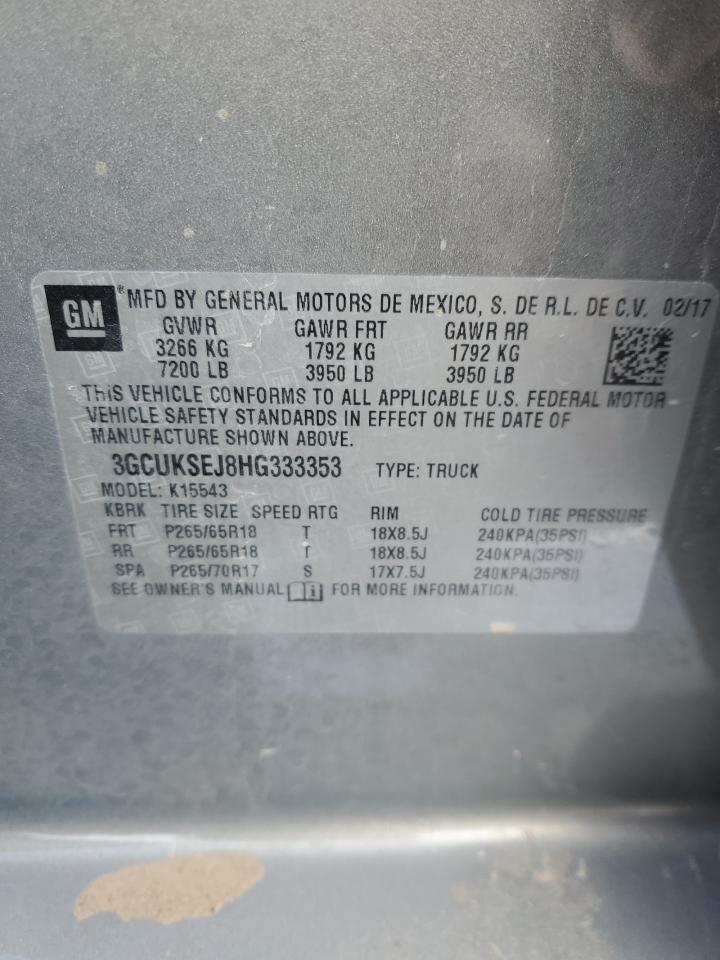 GM ® MFD BY GENERAL MOTORS DE MEXICO, S. DE R.L. DE C.V. 02/17
GVWR GAWR FRT GAWR RR
3266 KG 1792 KG 1792 KG
7200 LB 3950 LB 3950 LB
THIS VEHICLE CONFORMS TO ALL APPLICABLE U.S. FEDERAL MOTOR
VEHICLE SAFETY STANDARDS IN EFFECT ON THE DATE OF
MANUFACTURE SHOWN ABOVE.
3GCUKSEJ8HG333353 TYPE: TRUCK
MODEL: K15543
KBRK TIRE SIZE SPEED RTG RIM COLD TIRE PRESSURE
FRT P265/65R18 T 18X8.5J 240KPA(35PSI)
RR P265/65R18 T 18X8.5J 240KPA(35PSI)
SPA P265/70R17 S 17X7.5J 240KPA(35PSI)
SEE OWNER'S MANUAL i FOR MORE INFORMATION.